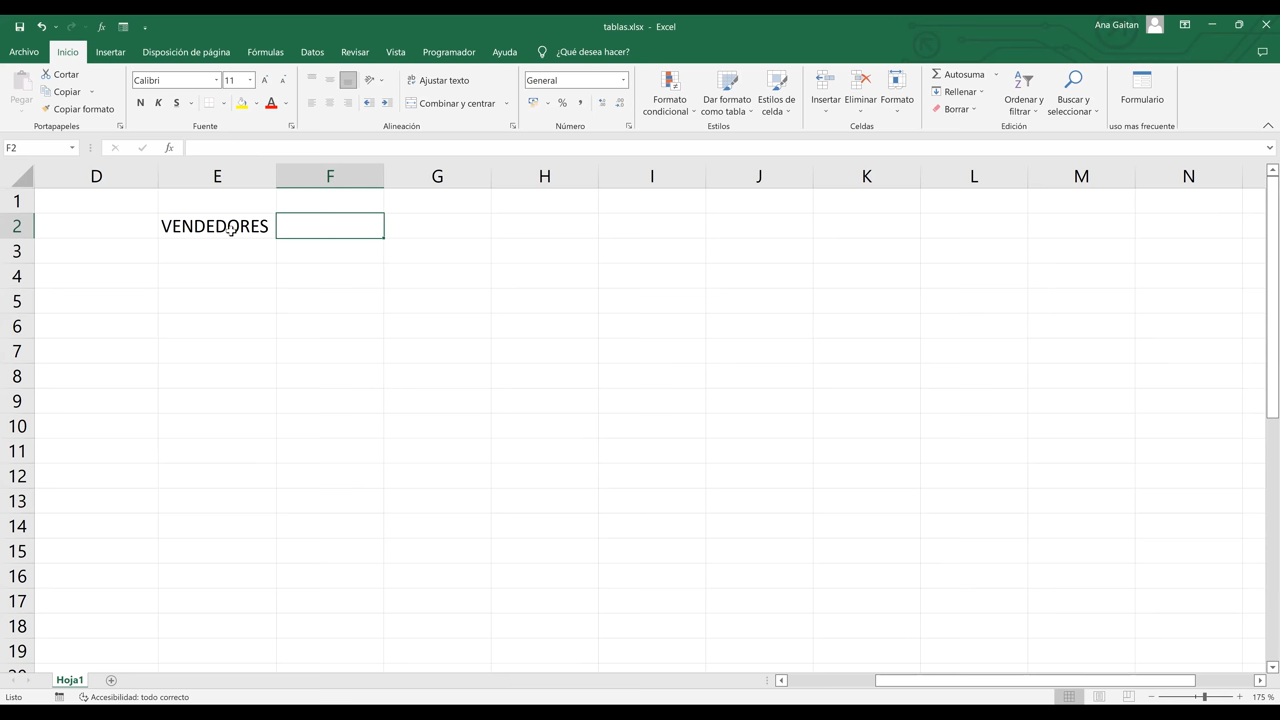 tablas.xlsx - Excel
Ana Gaitan
Archivo Inicio Insertar Disposición de página Fórmulas Datos Revisar Vista Programador Ayuda ¿Qué desea hacer?
Pegar
Cortar
Copiar
Copiar formato
Portapapeles
Calibri 11
N K S
Fuente
Ajustar texto
Combinar y centrar
Alineación
General
% ,
Número
Formato condicional
Dar formato como tabla
Estilos de celda
Estilos
Insertar Eliminar Formato
Celdas
Autosuma
Rellenar
Borrar
Ordenar y filtrar
Buscar y seleccionar
Edición
Formulario
uso mas frecuente
F2
fx
D E F G H I J K L M N
1
2 VENDEDORES
3
4
5
6
7
8
9
10
11
12
13
14
15
16
17
18
19
Hoja1
Listo Accesibilidad: todo correcto 175 %